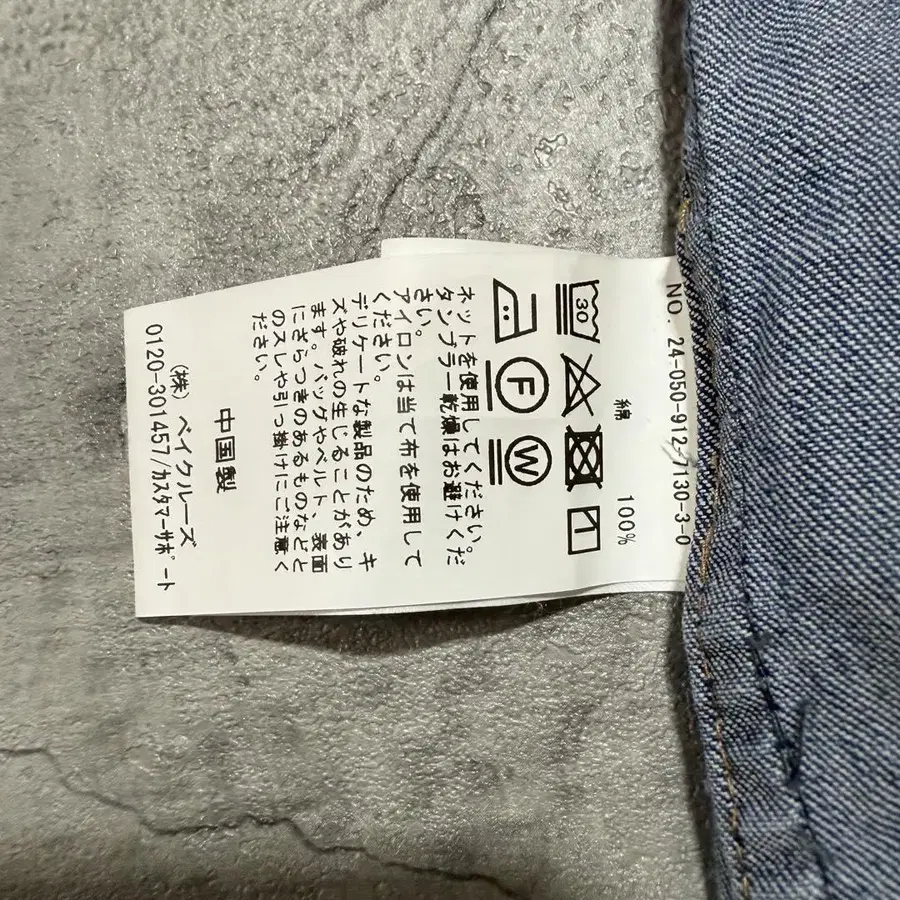 NO. 24-050-912-7130-3-0
綿 100%
30
F
W
ネットを使用してください。
タンブラー乾燥はお避けくだ
さい。
アイロンは当て布を使用して
ください。
デリケートな製品のため、キ
ズや破れの生じることがあり
ます。バッグやベルト、表面
にざらつきのあるものなどと
のスレや引っ掛けにご注意く
ださい。
中国製
(株) ベイクルーズ
0120-301457/カスタマーサポート